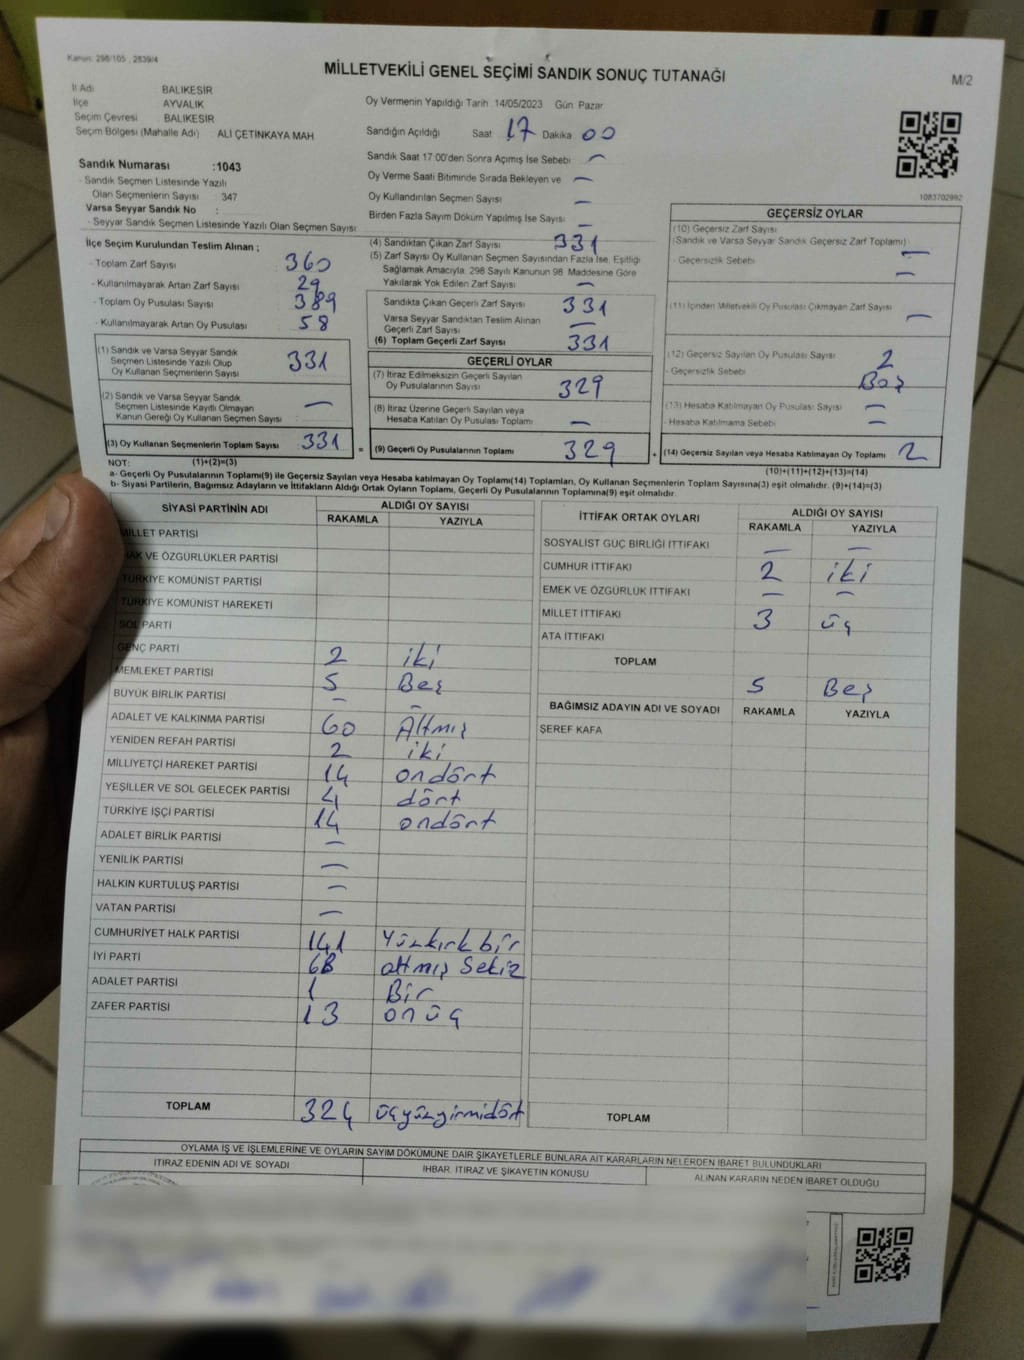 Kanun: 298/105 , 2839/4
MİLLETVEKİLİ GENEL SEÇİMİ SANDIK SONUÇ TUTANAĞI
M/2
İl Adı BALIKESİR
İlçe AYVALIK
Seçim Çevresi BALIKESİR
Seçim Bölgesi (Mahalle Adı) ALİ ÇETİNKAYA MAH
Sandık Numarası :1043
- Sandık Seçmen Listesinde Yazılı
Olan Seçmenlerin Sayısı : 347
Varsa Seyyar Sandık No :
- Seyyar Sandık Seçmen Listesinde Yazılı Olan Seçmen Sayısı
Oy Vermenin Yapıldığı Tarih 14/05/2023 Gün Pazar
Sandığın Açıldığı Saat 17 Dakika 00
Sandık Saat 17 00'den Sonra Açımış İse Sebebi —
Oy Verme Saati Bitiminde Sırada Bekleyen ve —
Oy Kullandırılan Seçmen Sayısı —
Birden Fazla Sayım Döküm Yapılmış İse Sayısı —
1083702992
İlçe Seçim Kurulundan Teslim Alınan ;
- Toplam Zarf Sayısı : 360
- Kullanılmayarak Artan Zarf Sayısı : 29
- Toplam Oy Pusulası Sayısı : 389
- Kullanılmayarak Artan Oy Pusulası : 58
(1) Sandık ve Varsa Seyyar Sandık
Seçmen Listesinde Yazılı Olup
Oy Kullanan Seçmenlerin Sayısı 331
(2) Sandık ve Varsa Seyyar Sandık
Seçmen Listesinde Kayıtlı Olmayan
Kanun Gereği Oy Kullanan Seçmen Sayısı —
(3) Oy Kullanan Seçmenlerin Toplam Sayısı 331
(4) Sandıktan Çıkan Zarf Sayısı 331
(5) Zarf Sayısı Oy Kullanan Seçmen Sayısından Fazla İse, Eşitliği
Sağlamak Amacıyla, 298 Sayılı Kanunun 98. Maddesine Göre
Yakılarak Yok Edilen Zarf Sayısı —
Sandıkta Çıkan Geçerli Zarf Sayısı 331
Varsa Seyyar Sandıktan Teslim Alınan
Geçerli Zarf Sayısı —
(6) Toplam Geçerli Zarf Sayısı 331
GEÇERLİ OYLAR
(7) İtiraz Edilmeksizin Geçerli Sayılan
Oy Pusulalarının Sayısı 329
(8) İtiraz Üzerine Geçerli Sayılan veya
Hesaba Katılan Oy Pusulası Toplamı —
= (9) Geçerli Oy Pusulalarının Toplamı 329
GEÇERSİZ OYLAR
(10) Geçersiz Zarf Sayısı
(Sandık ve Varsa Seyyar Sandık Geçersiz Zarf Toplamı) —
- Geçersizlik Sebebi —
(11) İçinden Milletvekili Oy Pusulası Çıkmayan Zarf Sayısı —
(12) Geçersiz Sayılan Oy Pusulası Sayısı 2
- Geçersizlik Sebebi Boş
(13) Hesaba Katılmayan Oy Pusulası Sayısı —
- Hesaba Katılmama Sebebi —
+ (14) Geçersiz Sayılan veya Hesaba Katılmayan Oy Toplamı 2
NOT: (1)+(2)=(3)
(10)+(11)+(12)+(13)=(14)
a- Geçerli Oy Pusulalarının Toplamı(9) ile Geçersiz Sayılan veya Hesaba katılmayan Oy Toplamı(14) Toplamları, Oy Kullanan Seçmenlerin Toplam Sayısına(3) eşit olmalıdır. (9)+(14)=(3)
b- Siyasi Partilerin, Bağımsız Adayların ve İttifakların Aldığı Ortak Oyların Toplamı, Geçerli Oy Pusulalarının Toplamına(9) eşit olmalıdır
SİYASİ PARTİNİN ADI ALDIĞI OY SAYISI
RAKAMLA YAZIYLA
MİLLET PARTİSİ
HAK VE ÖZGÜRLÜKLER PARTİSİ
TÜRKİYE KOMÜNİST PARTİSİ
TÜRKİYE KOMÜNİST HAREKETİ
SOL PARTİ
GENÇ PARTİ 2 iki
MEMLEKET PARTİSİ 5 Beş
BÜYÜK BİRLİK PARTİSİ — —
ADALET VE KALKINMA PARTİSİ 60 Altmış
YENİDEN REFAH PARTİSİ 2 iki
MİLLİYETÇİ HAREKET PARTİSİ 14 ondört
YEŞİLLER VE SOL GELECEK PARTİSİ 4 dört
TÜRKİYE İŞÇİ PARTİSİ 14 ondört
ADALET BİRLİK PARTİSİ —
YENİLİK PARTİSİ —
HALKIN KURTULUŞ PARTİSİ —
VATAN PARTİSİ —
CUMHURİYET HALK PARTİSİ 141 Yüzkırkbir
İYİ PARTİ 68 altmış Sekiz
ADALET PARTİSİ 1 Bir
ZAFER PARTİSİ 13 onüç
TOPLAM 324 üçyüzyirmidört
İTTİFAK ORTAK OYLARI ALDIĞI OY SAYISI
RAKAMLA YAZIYLA
SOSYALİST GÜÇ BİRLİĞİ İTTİFAKI — —
CUMHUR İTTİFAKI 2 iki
EMEK VE ÖZGÜRLÜK İTTİFAKI — —
MİLLET İTTİFAKI 3 üç
ATA İTTİFAKI
TOPLAM 5 Beş
BAĞIMSIZ ADAYIN ADI VE SOYADI RAKAMLA YAZIYLA
ŞEREF KAFA
TOPLAM
OYLAMA İŞ VE İŞLEMLERİNE VE OYLARIN SAYIM DÖKÜMÜNE DAİR ŞİKAYETLERLE BUNLARA AİT KARARLARIN NELERDEN İBARET BULUNDUKLARI
İTİRAZ EDENİN ADI VE SOYADI İHBAR, İTİRAZ VE ŞİKAYETİN KONUSU ALINAN KARARIN NEDEN İBARET OLDUĞU